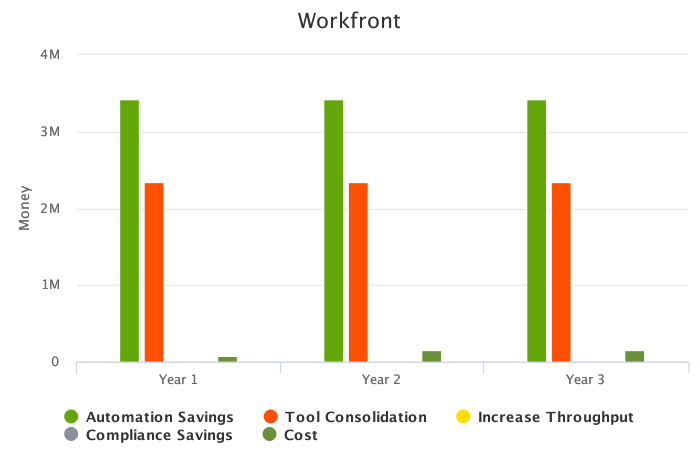 Workfront
4M
3M
2M
1M
0
Money
Year 1 Year 2 Year 3
Automation Savings Tool Consolidation Increase Throughput
Compliance Savings Cost